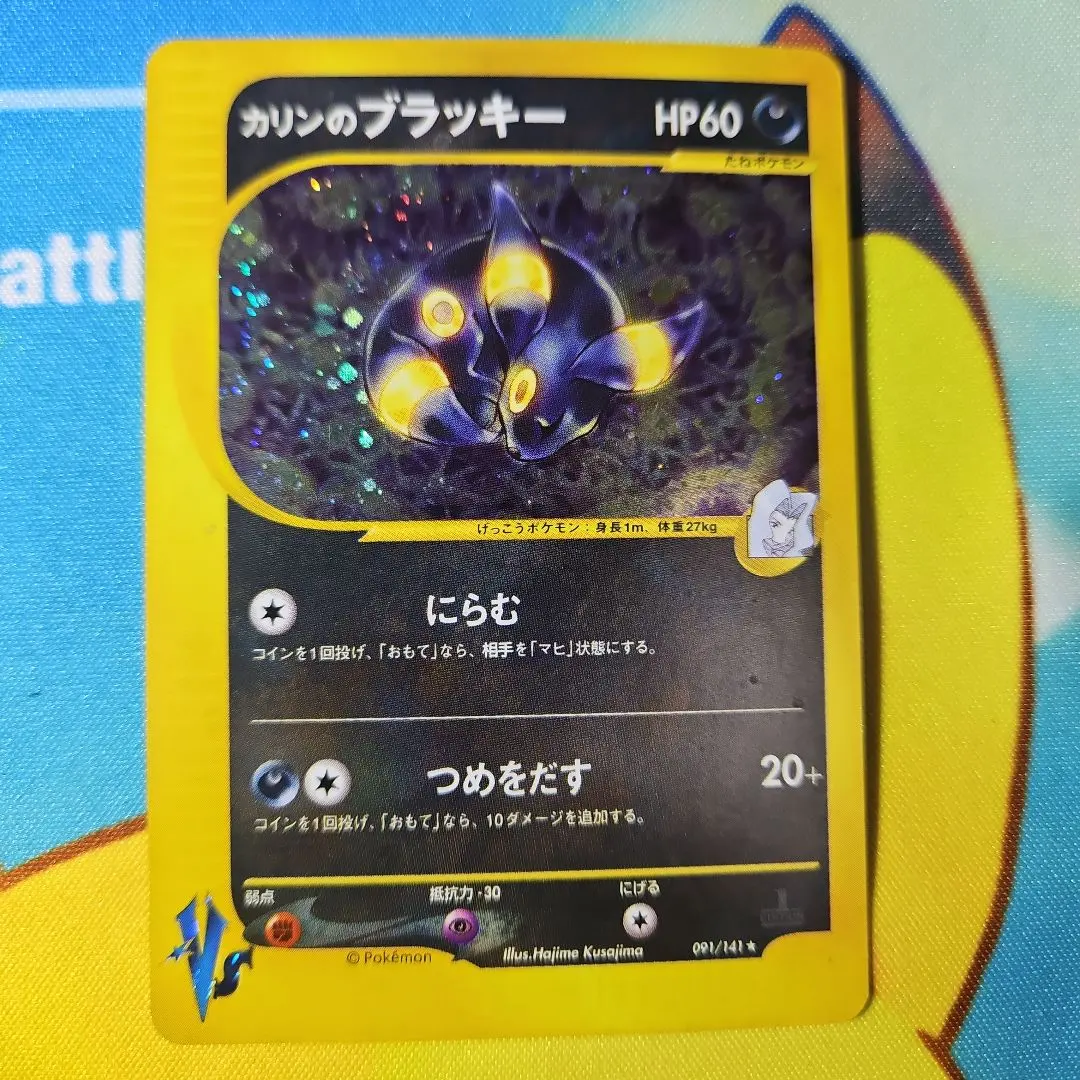 attl
カリンのブラッキー HP60
たねポケモン
げっこうポケモン：身長1m、体重27kg
にらむ
コインを1回投げ、「おもて」なら、相手を「マヒ」状態にする。
つめをだす 20+
コインを1回投げ、「おもて」なら、10ダメージを追加する。
弱点 抵抗力 -30 にげる
VS
© Pokémon Illus.Hajime Kusajima 091/141★